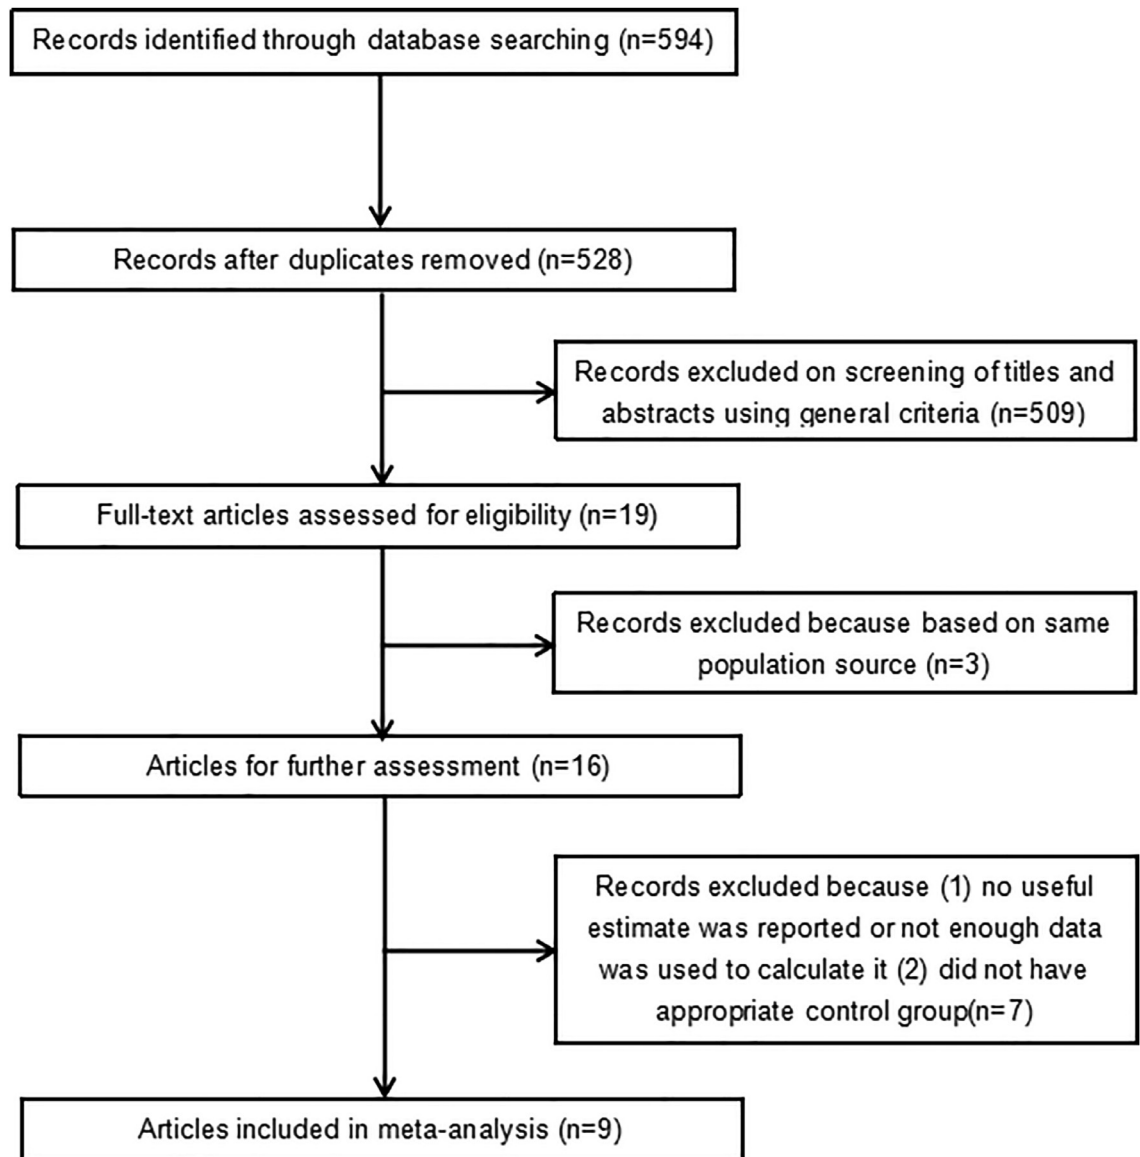 Records identified through database searching (n=594)
Records after duplicates removed (n=528)
Records excluded on screening of titles and
abstracts using general criteria (n=509)
Full-text articles assessed for eligibility (n=19)
Records excluded because based on same
population source (n=3)
Articles for further assessment (n=16)
Records excluded because (1) no useful
estimate was reported or not enough data
was used to calculate it (2) did not have
appropriate control group(n=7)
Articles included in meta-analysis (n=9)